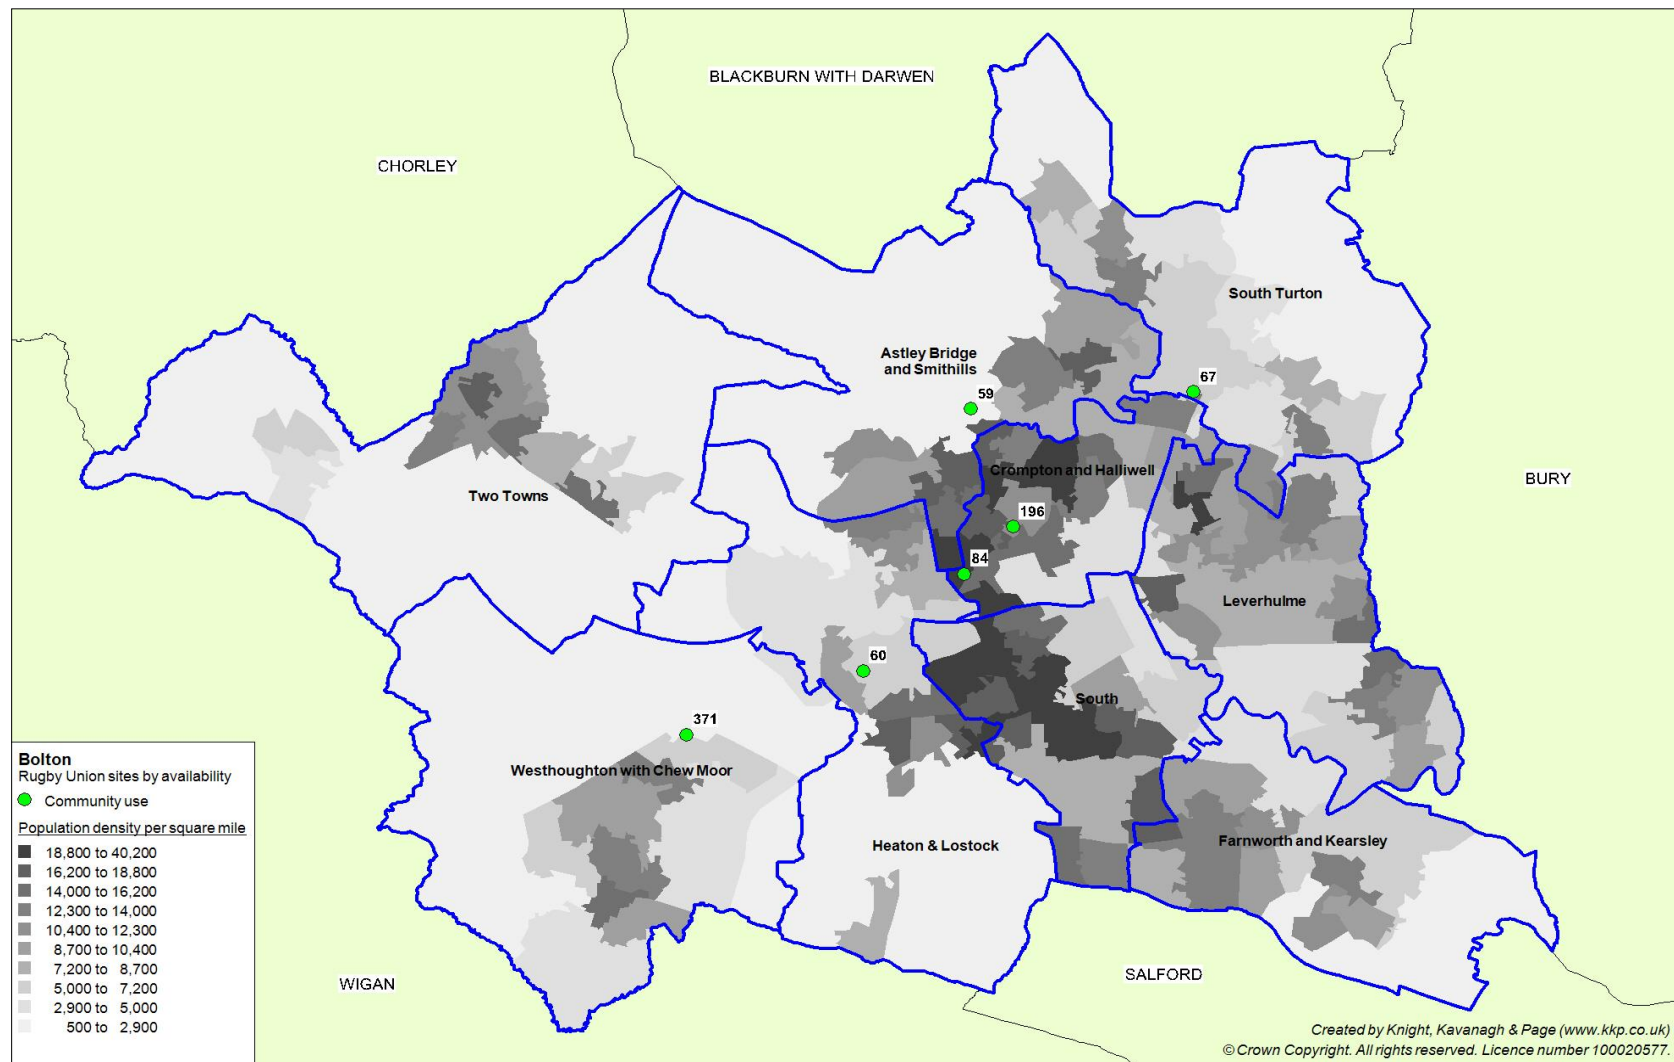 BLACKBURN WITH DARWEN
CHORLEY
South Turton
Astley Bridge
and Smithills
67
59
Crompton and Halliwell
BURY
Two Towns
196
84
Leverhulme
60
South
371
Westhoughton with Chew Moor
Farnworth and Kearsley
Heaton & Lostock
SALFORD
WIGAN
Bolton
Rugby Union sites by availability
Community use
Population density per square mile
18,800 to 40,200
16,200 to 18,800
14,000 to 16,200
12,300 to 14,000
10,400 to 12,300
8,700 to 10,400
7,200 to 8,700
5,000 to 7,200
2,900 to 5,000
500 to 2,900
Created by Knight, Kavanagh & Page (www.kkp.co.uk)
© Crown Copyright. All rights reserved. Licence number 100020577.